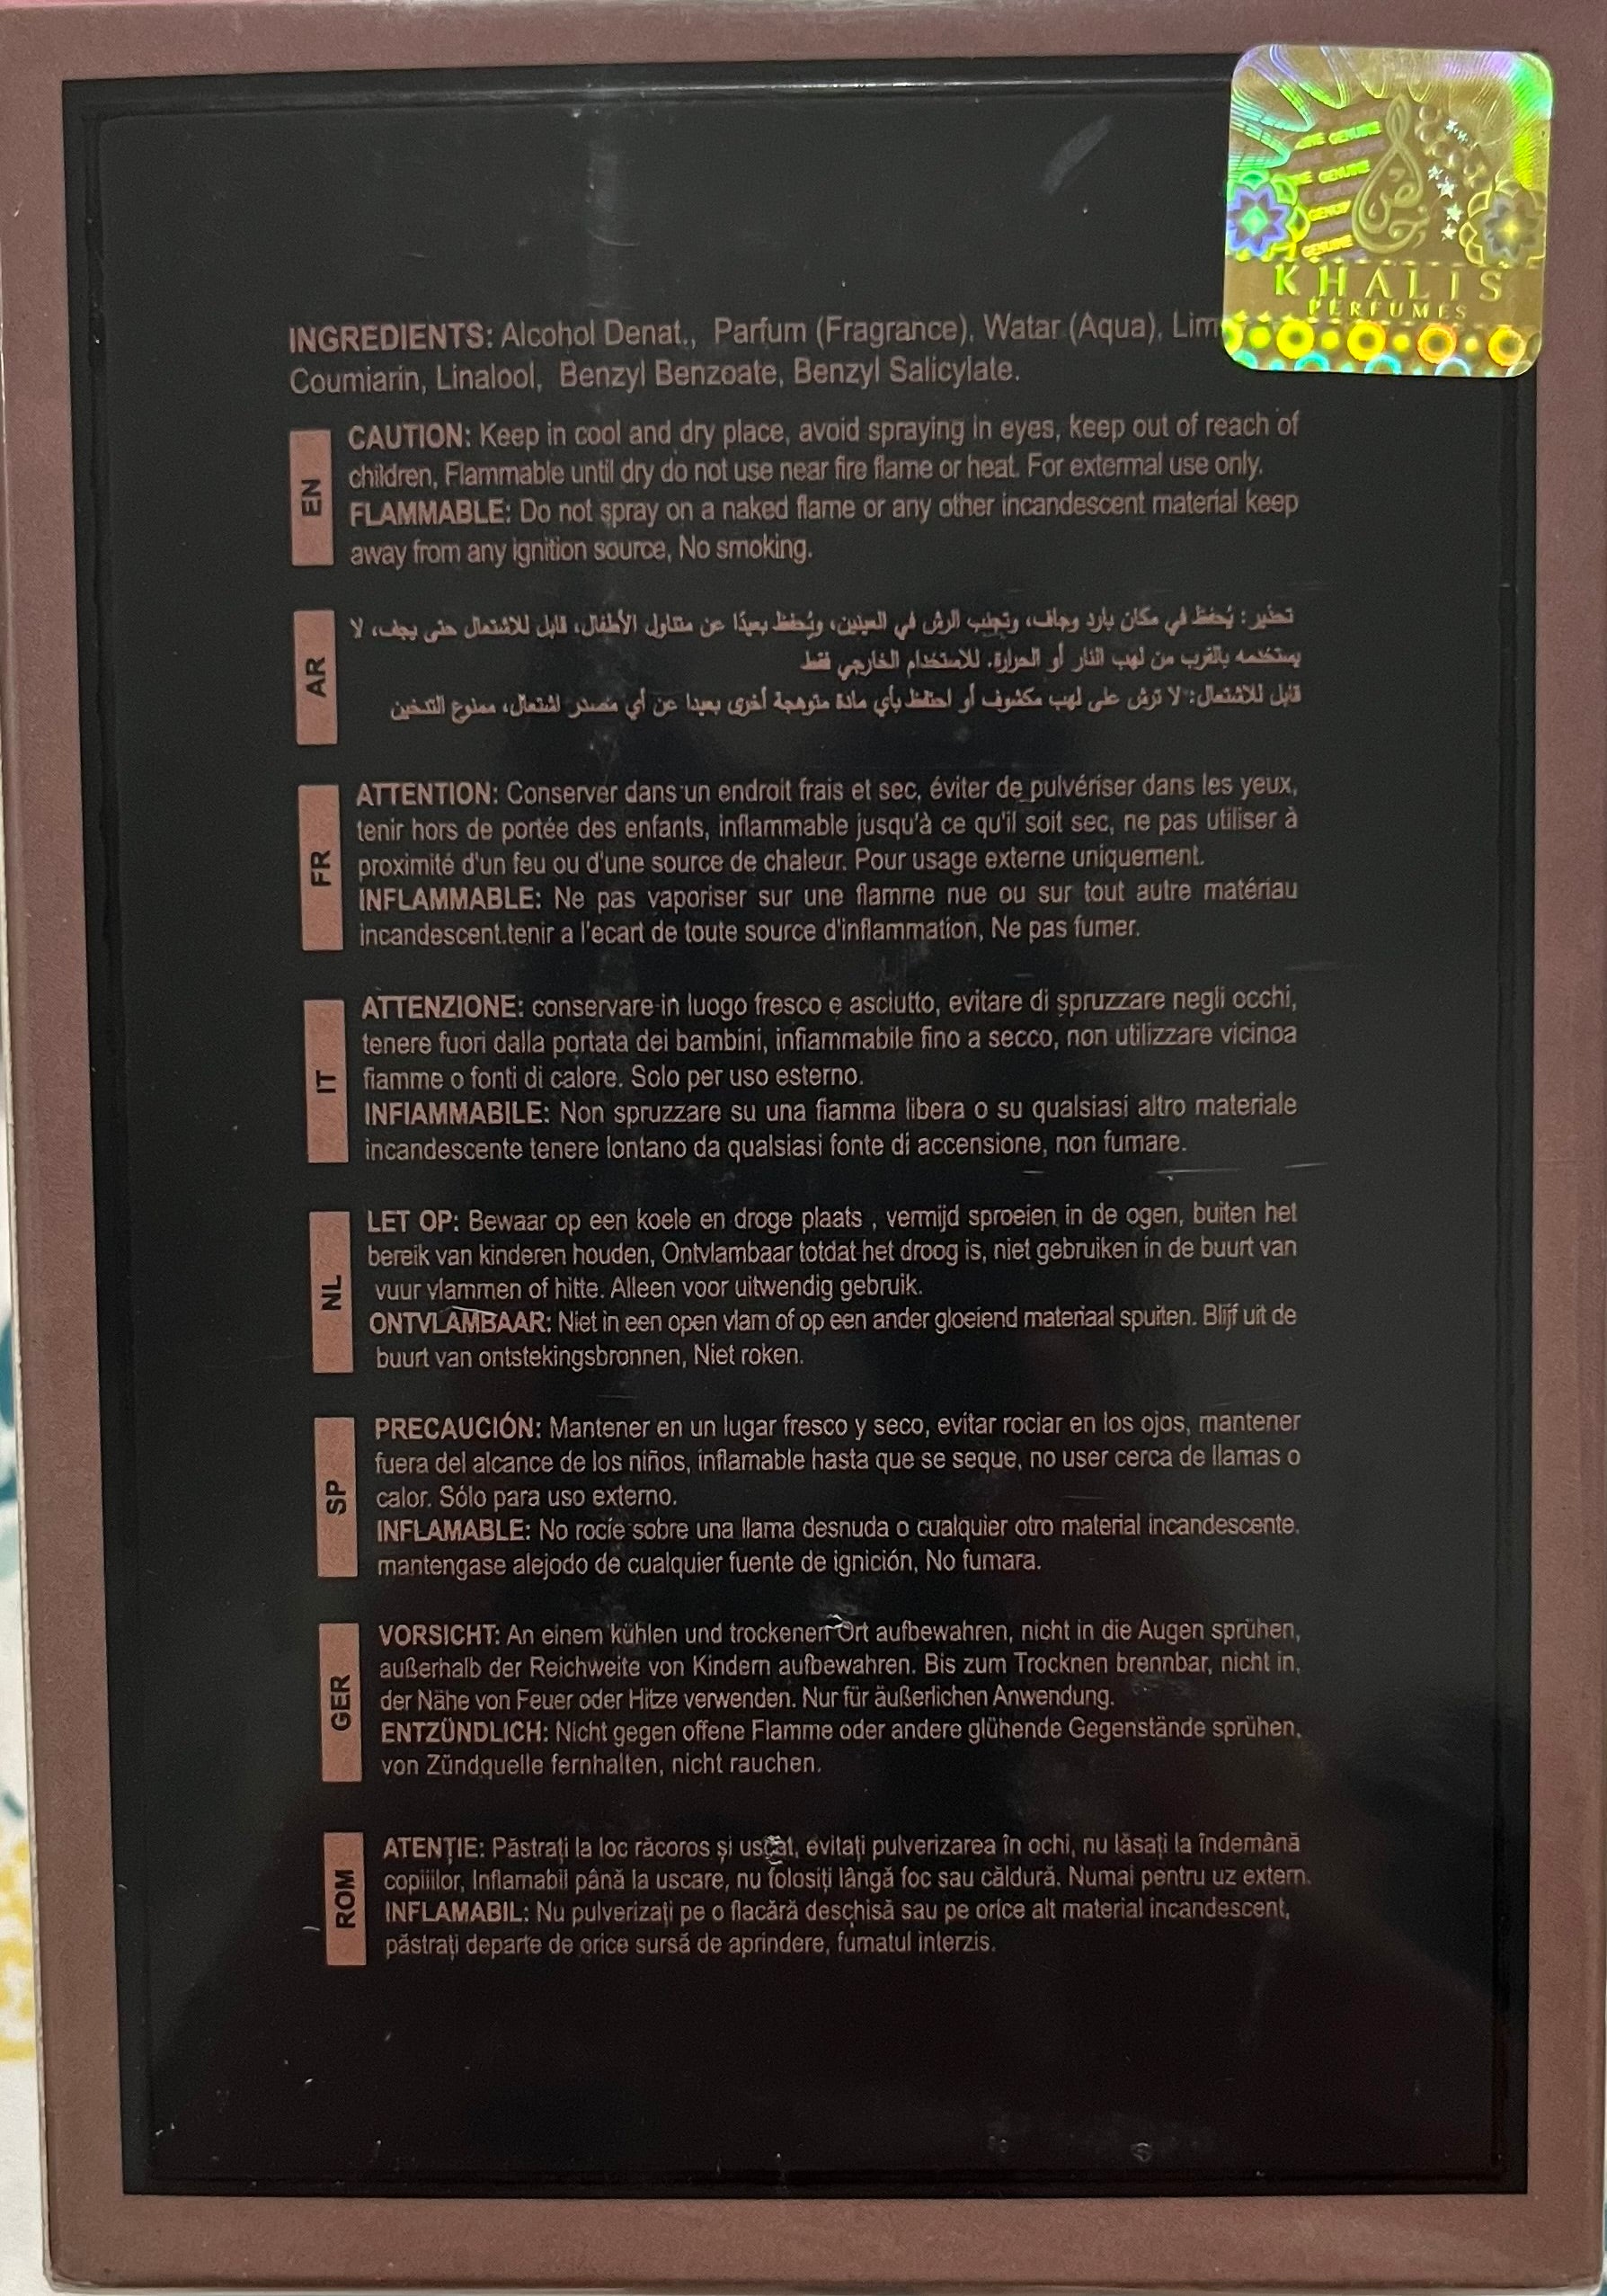 GENUINE
GENUINE
GENUINE
KHALIS
PERFUMES
INGREDIENTS: Alcohol Denat., Parfum (Fragrance), Watar (Aqua), Lim
Coumiarin, Linalool, Benzyl Benzoate, Benzyl Salicylate.
EN
CAUTION: Keep in cool and dry place, avoid spraying in eyes, keep out of reach of
children, Flammable until dry do not use near fire flame or heat. For extermal use only.
FLAMMABLE: Do not spray on a naked flame or any other incandescent material keep
away from any ignition source, No smoking.
AR
تحذير: يُحفظ في مكان بارد وجاف، وتجنب الرش في العينين، ويُحفظ بعيدًا عن متناول الأطفال، قابل للاشتعال حتى يجف، لا
يستخدمه بالقرب من لهب النار أو الحرارة. للاستخدام الخارجي فقط
قابل للاشتعال: لا ترش على لهب مكشوف أو احتفظ بأي مادة متوهجة أخرى بعيدا عن أي مصدر اشتعال، ممنوع التدخين
FR
ATTENTION: Conserver dans un endroit frais et sec, éviter de pulvériser dans les yeux,
tenir hors de portée des enfants, inflammable jusqu'à ce qu'il soit sec, ne pas utiliser à
proximité d'un feu ou d'une source de chaleur. Pour usage externe uniquement.
INFLAMMABLE: Ne pas vaporiser sur une flamme nue ou sur tout autre matériau
incandescent.tenir a l'ecart de toute source d'inflammation, Ne pas fumer.
IT
ATTENZIONE: conservare in luogo fresco e asciutto, evitare di spruzzare negli occhi,
tenere fuori dalla portata dei bambini, infiammabile fino a secco, non utilizzare vicinoa
fiamme o fonti di calore. Solo per uso esterno.
INFIAMMABILE: Non spruzzare su una fiamma libera o su qualsiasi altro materiale
incandescente tenere lontano da qualsiasi fonte di accensione, non fumare.
NL
LET OP: Bewaar op een koele en droge plaats , vermijd sproeien in de ogen, buiten het
bereik van kinderen houden, Ontvlambaar totdat het droog is, niet gebruiken in de buurt van
vuur vlammen of hitte. Alleen voor uitwendig gebruik.
ONTVLAMBAAR: Niet in een open vlam of op een ander gloeiend materiaal spuiten. Blijf uit de
buurt van ontstekingsbronnen, Niet roken.
SP
PRECAUCIÓN: Mantener en un lugar fresco y seco, evitar rociar en los ojos, mantener
fuera del alcance de los niños, inflamable hasta que se seque, no user cerca de llamas o
calor. Sólo para uso externo.
INFLAMABLE: No rocíe sobre una llama desnuda o cualquier otro material incandescente.
mantengase alejodo de cualquier fuente de ignición, No fumara.
GER
VORSICHT: An einem kühlen und trockenen Ort aufbewahren, nicht in die Augen sprühen,
außerhalb der Reichweite von Kindern aufbewahren. Bis zum Trocknen brennbar, nicht in,
der Nähe von Feuer oder Hitze verwenden. Nur für äußerlichen Anwendung.
ENTZÜNDLICH: Nicht gegen offene Flamme oder andere glühende Gegenstände sprühen,
von Zündquelle fernhalten, nicht rauchen.
ROM
ATENȚIE: Păstrați la loc răcoros și uscat, evitați pulverizarea în ochi, nu lăsați la îndemână
copiiilor, Inflamabil până la uscare, nu folosiți lângă foc sau căldură. Numai pentru uz extern.
INFLAMABIL: Nu pulverizați pe o flacără deschisă sau pe orice alt material incandescent,
păstrați departe de orice sursă de aprindere, fumatul interzis.